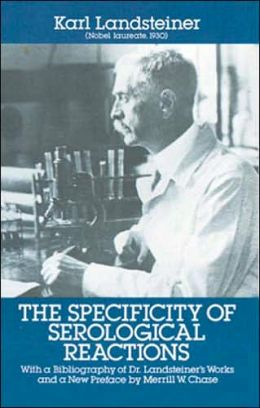 Karl Landsteiner
(Nobel laureate, 1930)
THE SPECIFICITY OF
SEROLOGICAL
REACTIONS
With a Bibliography of Dr. Landsteiner's Works
and a New Preface by Merrill W. Chase